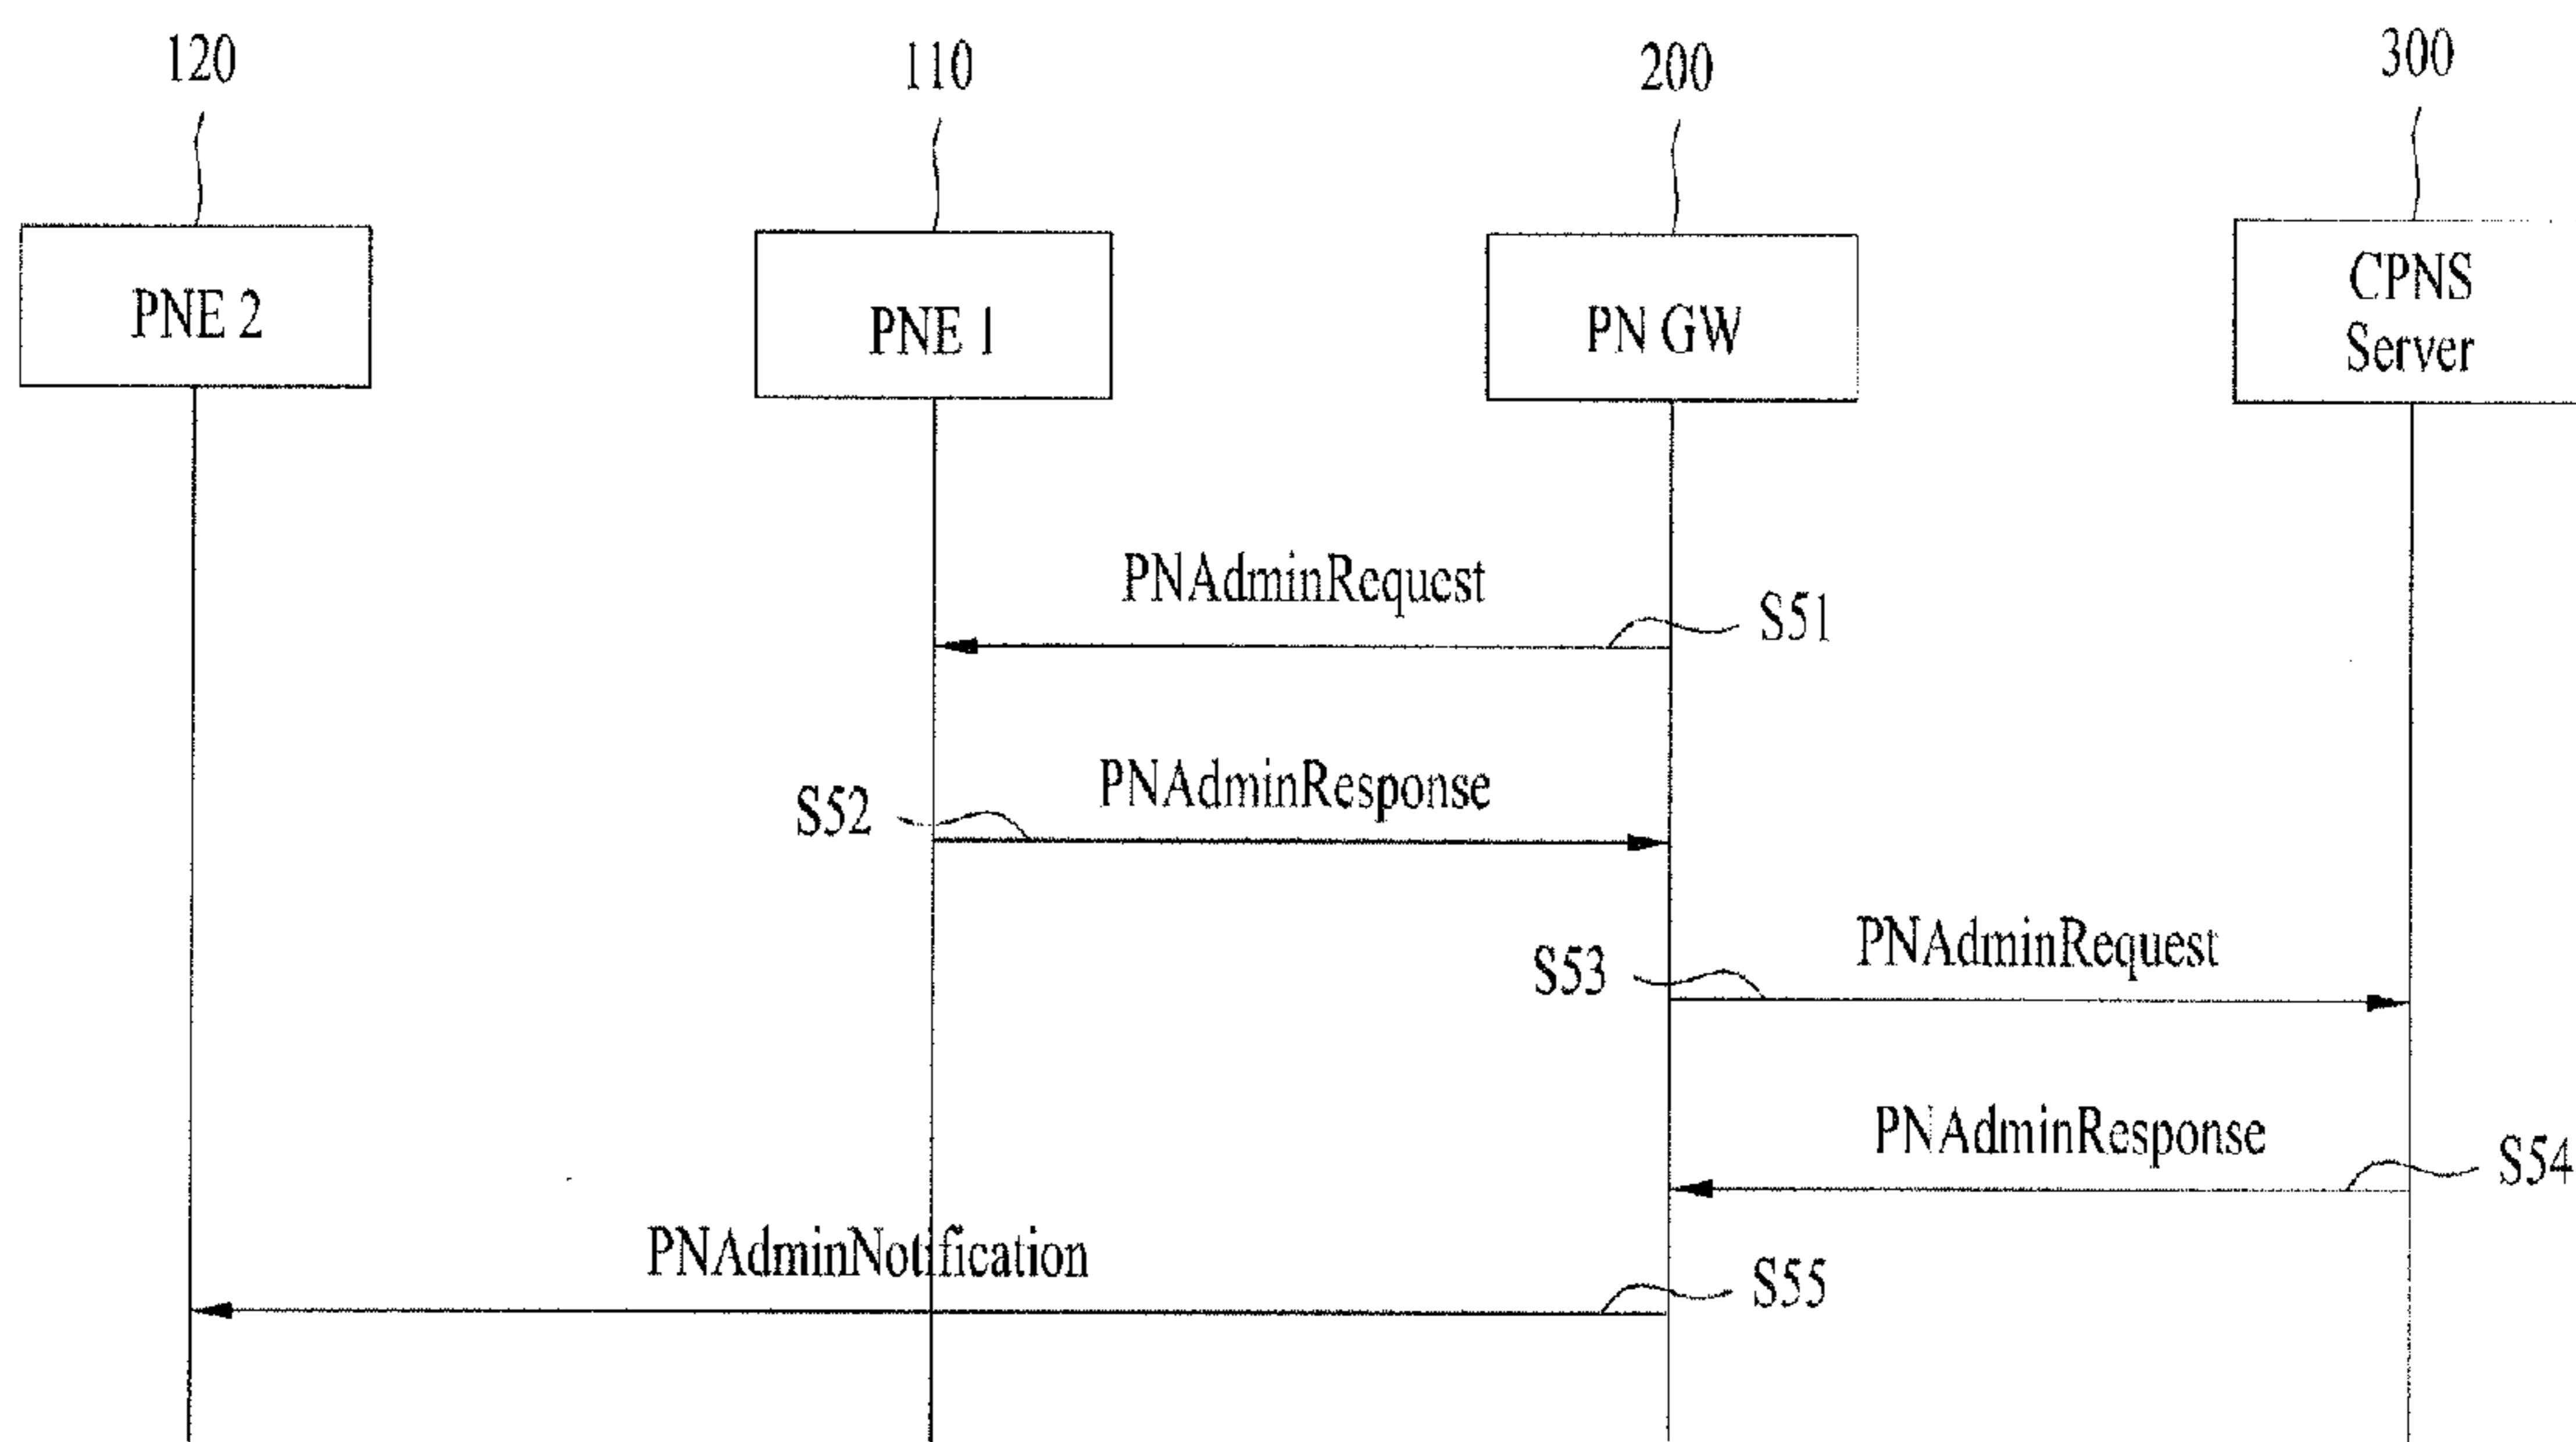 120
110
200
300
PNE 2
PNE 1
PN GW
CPNS
Server
PNAdminRequest
S51
PNAdminResponse
S52
PNAdminRequest
S53
PNAdminResponse
S54
PNAdminNotification
S55